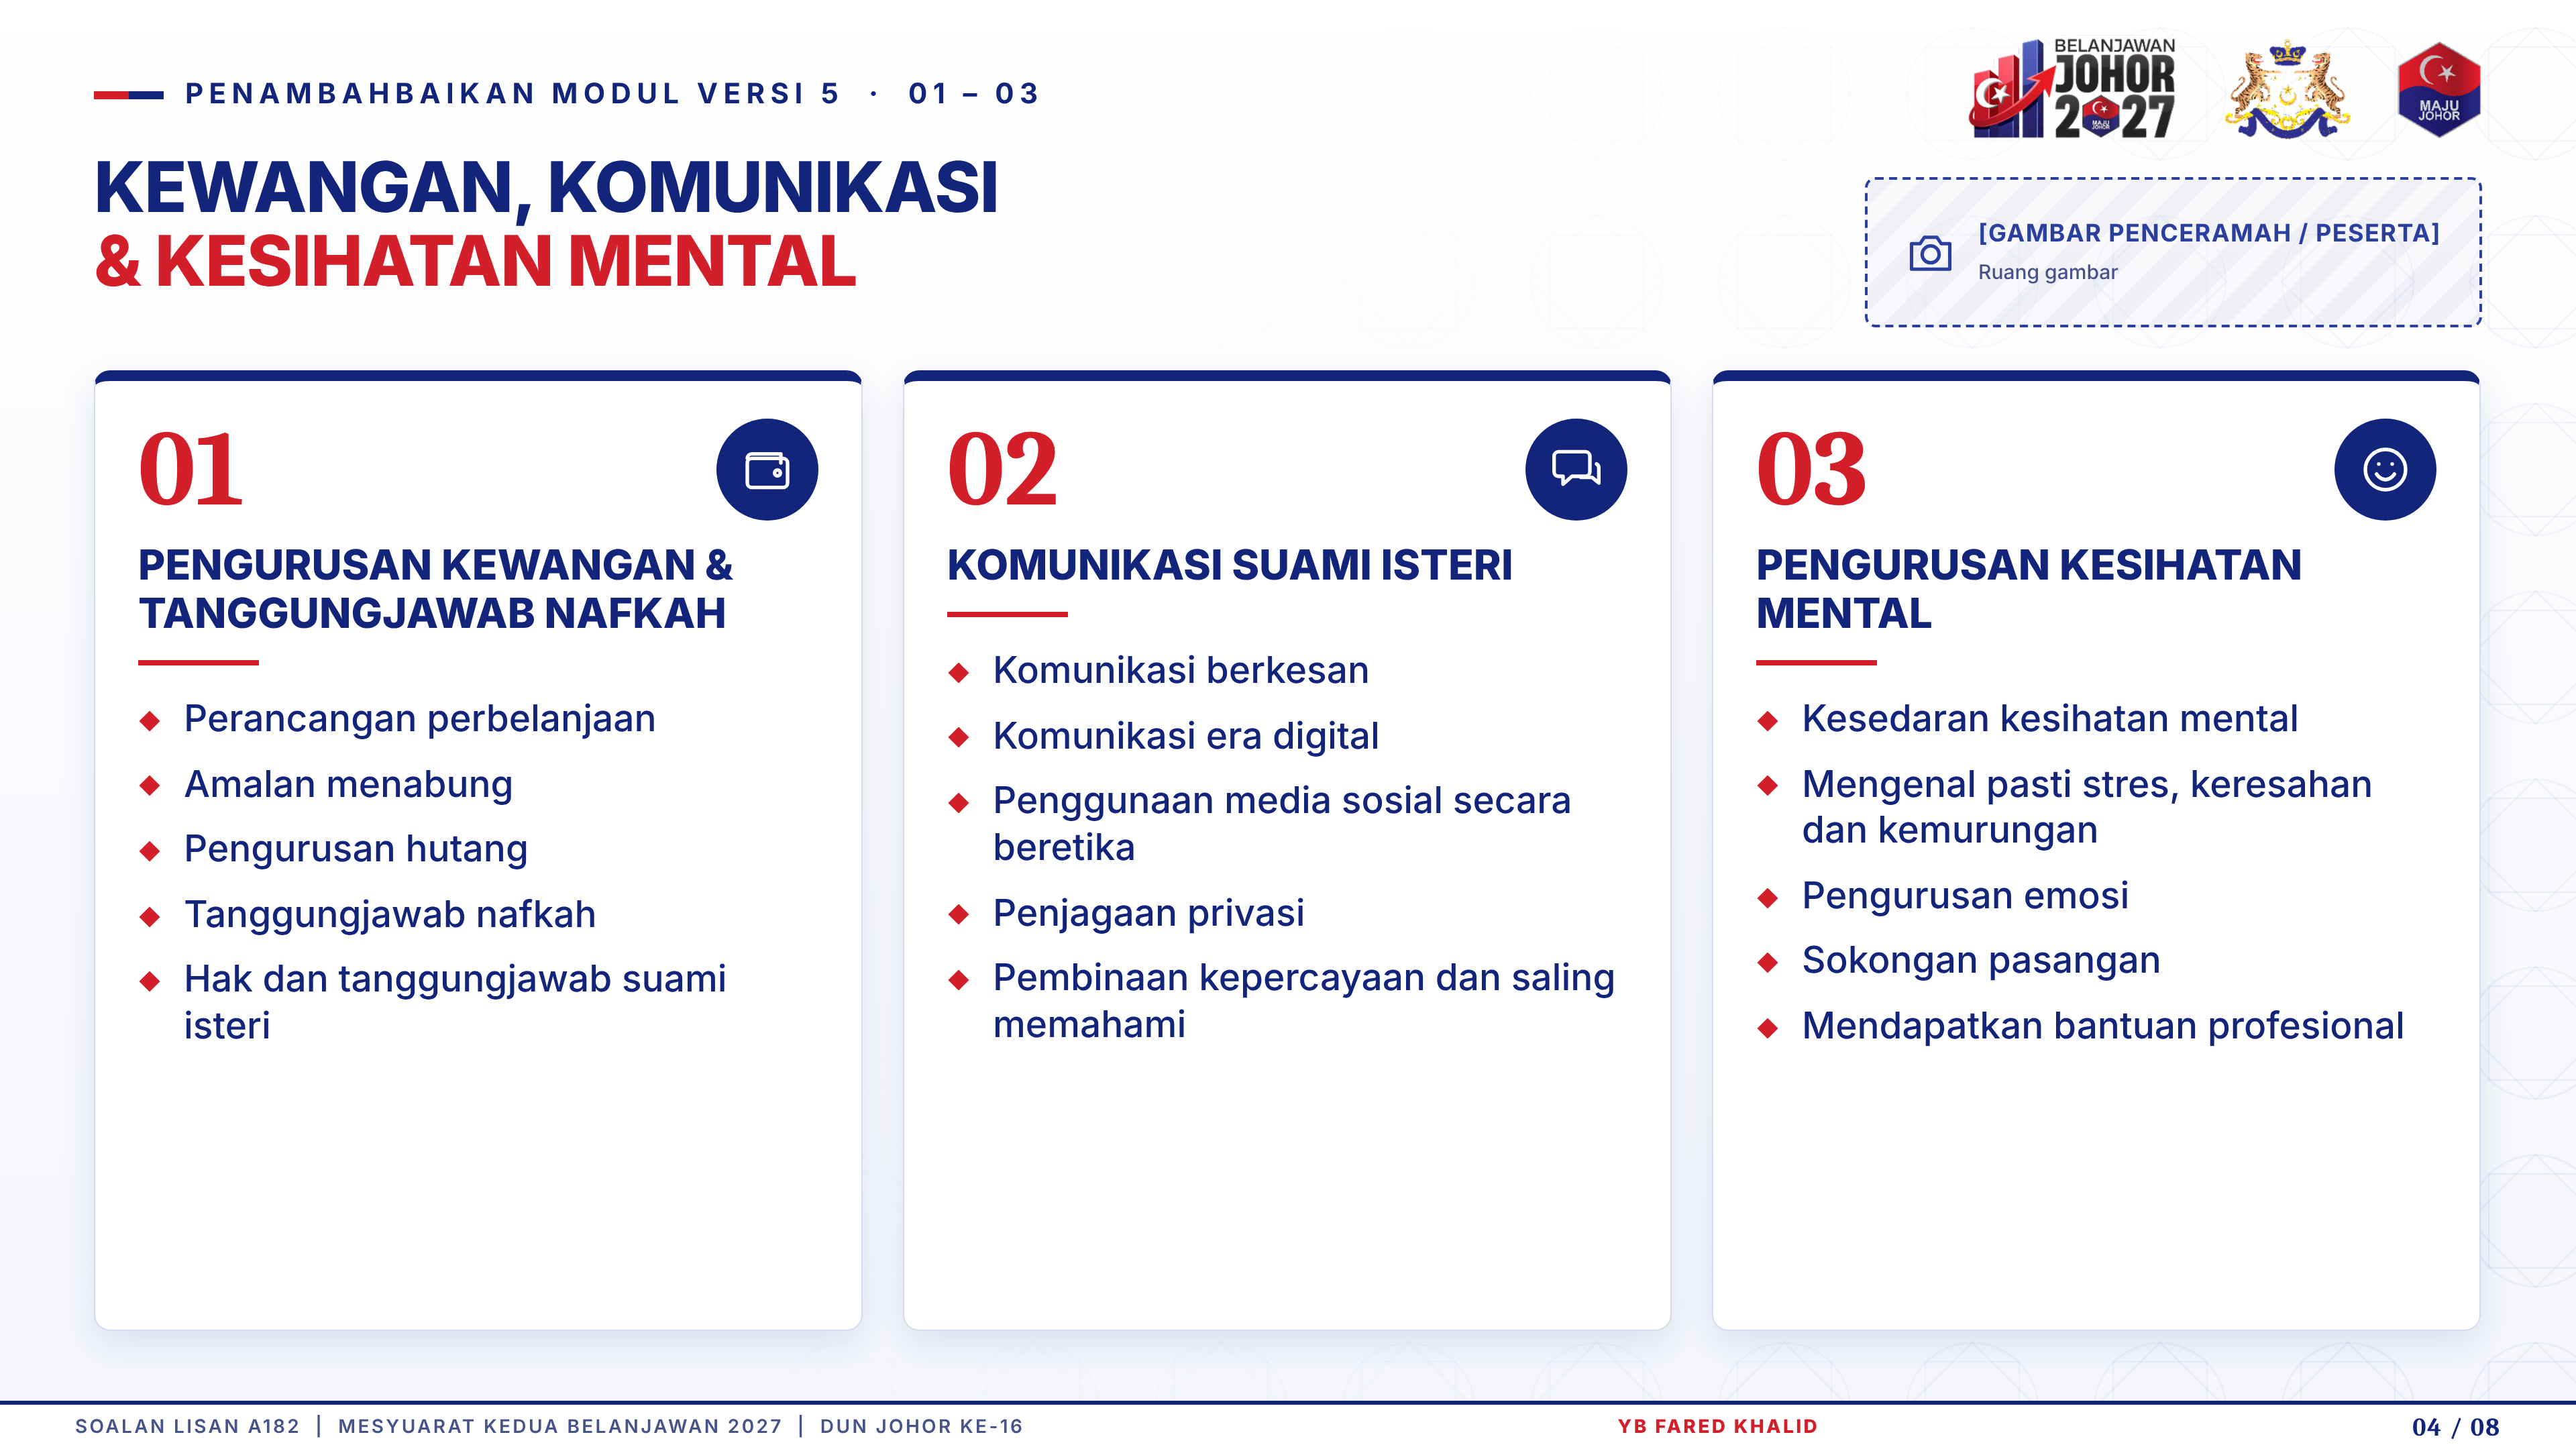 PENAMBAHBAIKAN MODUL VERSI 5 · 01 – 03
BELANJAWAN
JOHOR
2027
MAJU
JOHOR
MAJU
JOHOR
KEWANGAN, KOMUNIKASI
& KESIHATAN MENTAL
[GAMBAR PENCERAMAH / PESERTA]
Ruang gambar
01
PENGURUSAN KEWANGAN &
TANGGUNGJAWAB NAFKAH
Perancangan perbelanjaan
Amalan menabung
Pengurusan hutang
Tanggungjawab nafkah
Hak dan tanggungjawab suami
isteri
02
KOMUNIKASI SUAMI ISTERI
Komunikasi berkesan
Komunikasi era digital
Penggunaan media sosial secara
beretika
Penjagaan privasi
Pembinaan kepercayaan dan saling
memahami
03
PENGURUSAN KESIHATAN
MENTAL
Kesedaran kesihatan mental
Mengenal pasti stres, keresahan
dan kemurungan
Pengurusan emosi
Sokongan pasangan
Mendapatkan bantuan profesional
SOALAN LISAN A182 | MESYUARAT KEDUA BELANJAWAN 2027 | DUN JOHOR KE-16
YB FARED KHALID
04 / 08